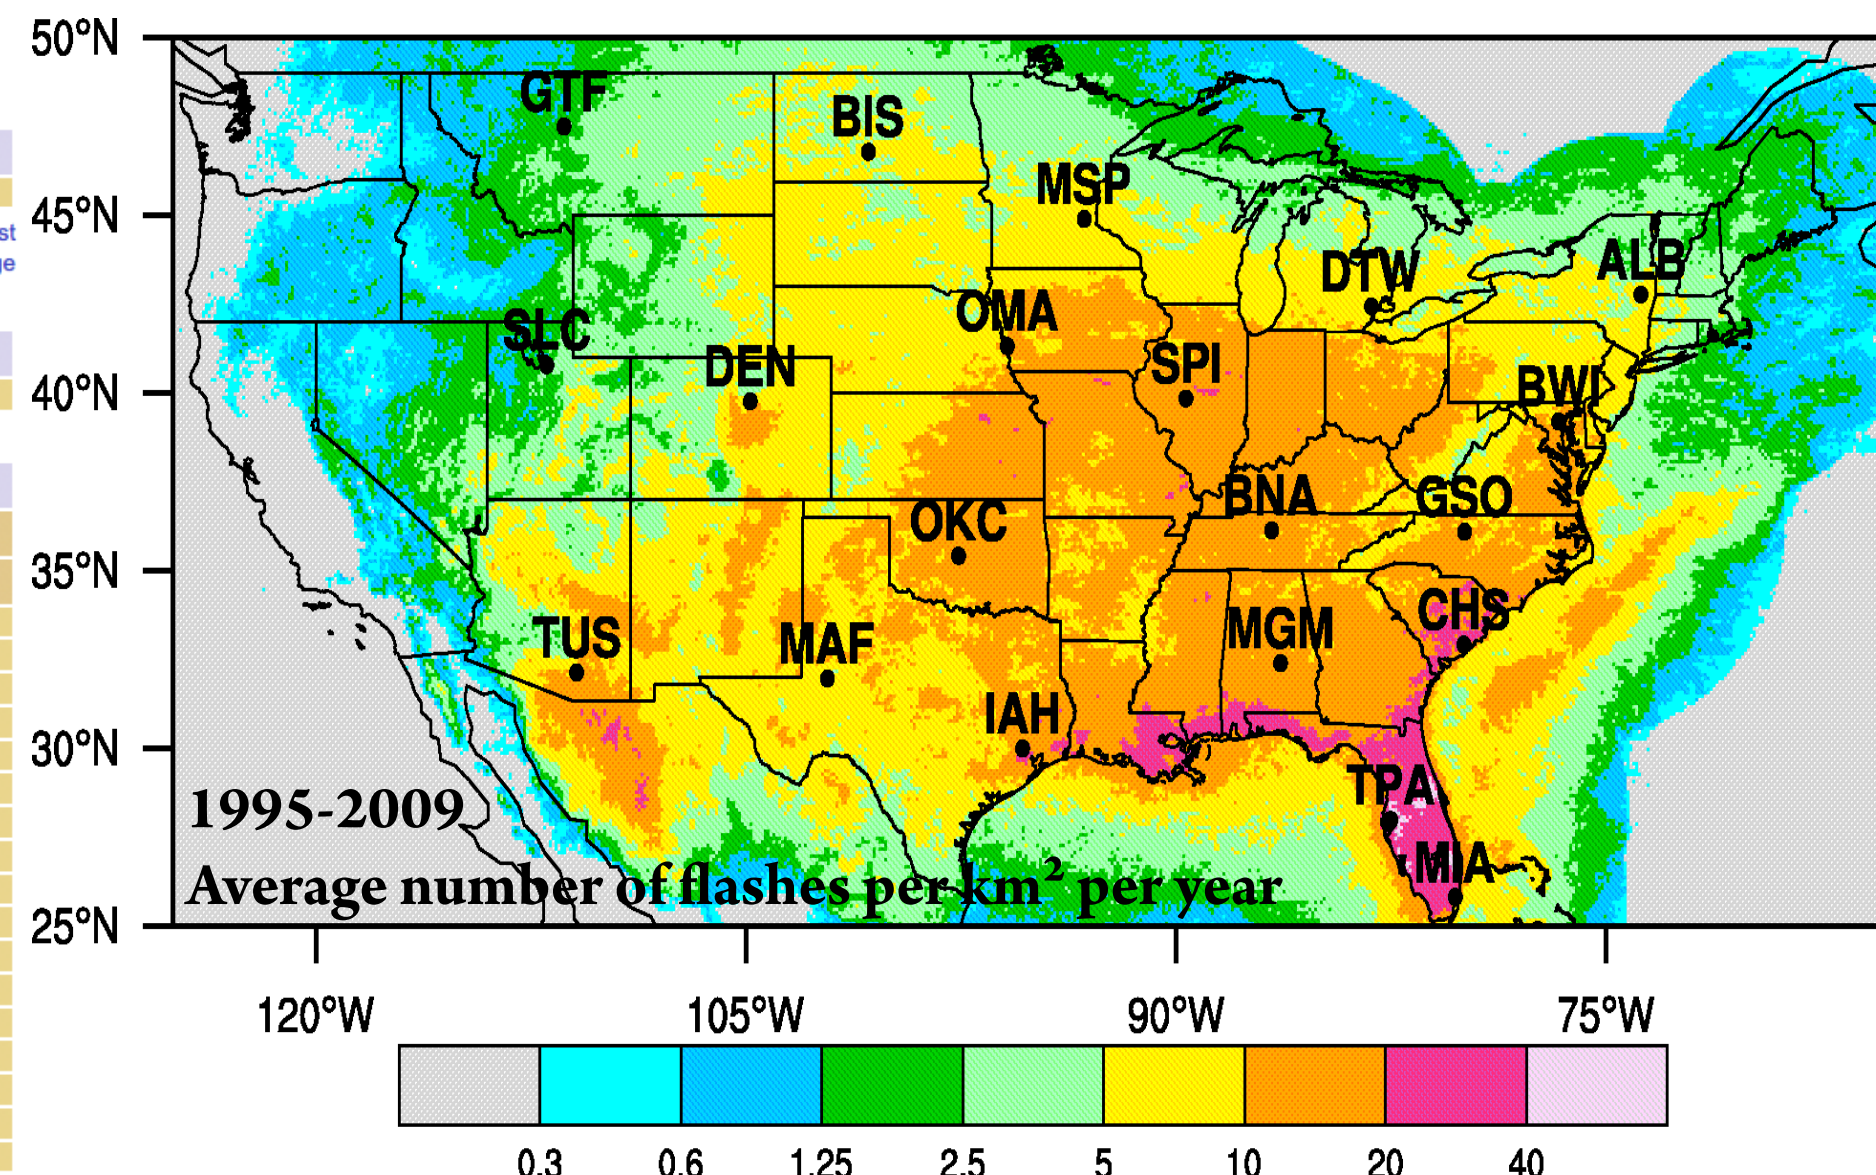 50°N
GTF
BIS
MSP
45°N
st
ge
DTW
ALB
OMA
SLC
DEN
SPI
40°N
BWI
BNA
GSO
OKC
35°N
TUS
MAF
MGM
CHS
IAH
30°N
TPA
1995-2009
MIA
Average number of flashes per km² per year
25°N
120°W 105°W 90°W 75°W
0.3 0.6 1.25 2.5 5 10 20 40